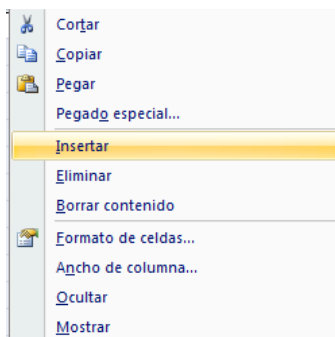 Cortar
Copiar
Pegar
Pegado especial...
Insertar
Eliminar
Borrar contenido
Formato de celdas...
Ancho de columna...
Ocultar
Mostrar